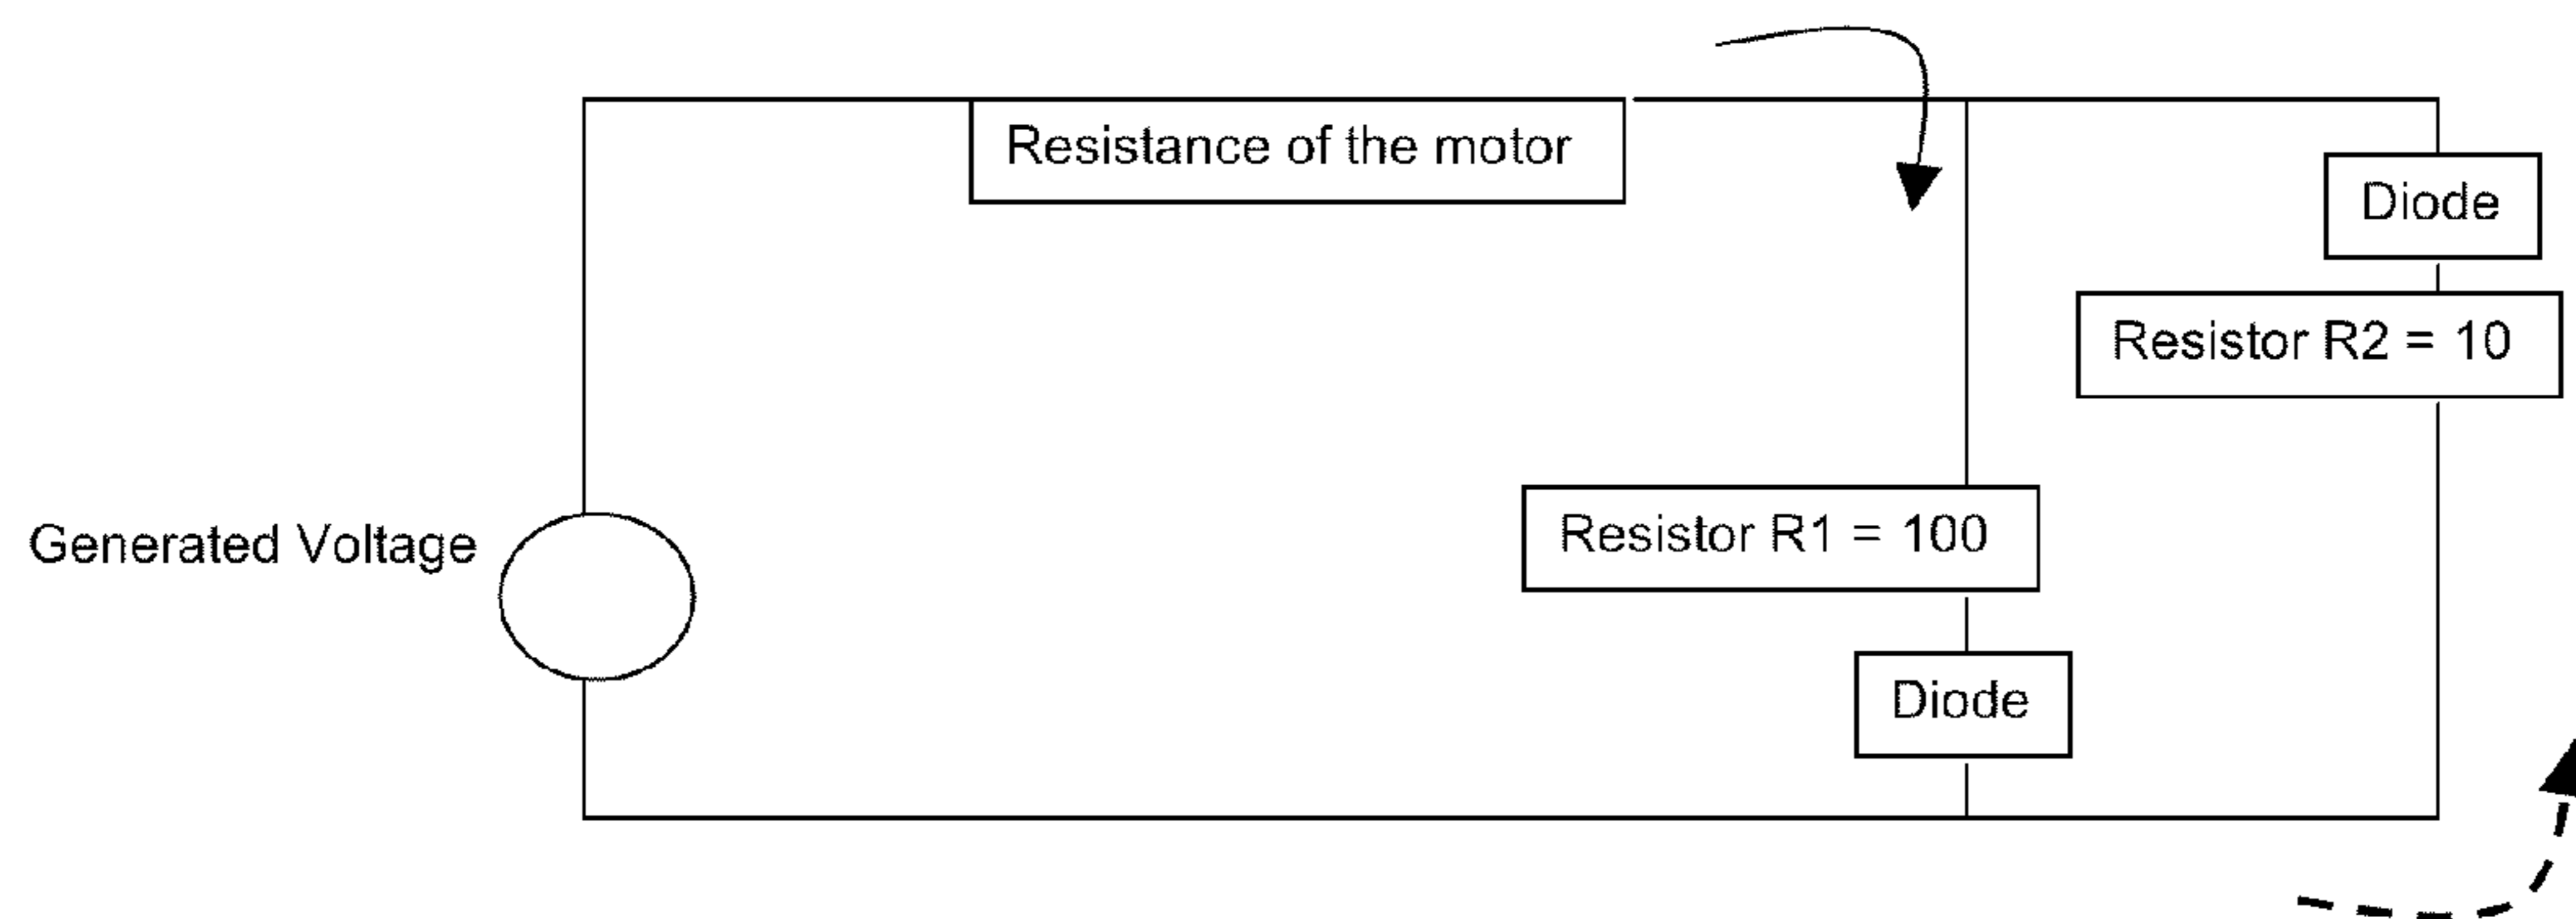 Resistance of the motor
Diode
Resistor R2 = 10
Generated Voltage
Resistor R1 = 100
Diode